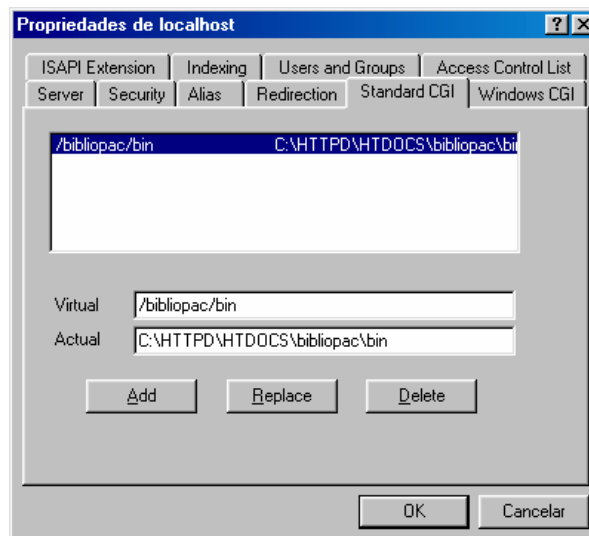 Propriedades de localhost
ISAPI Extension Indexing Users and Groups Access Control List
Server Security Alias Redirection Standard CGI Windows CGI
/bibliopac/bin C:\HTTPD\HTDOCS\bibliopac\bin
Virtual /bibliopac/bin
Actual C:\HTTPD\HTDOCS\bibliopac\bin
Add Replace Delete
OK Cancelar